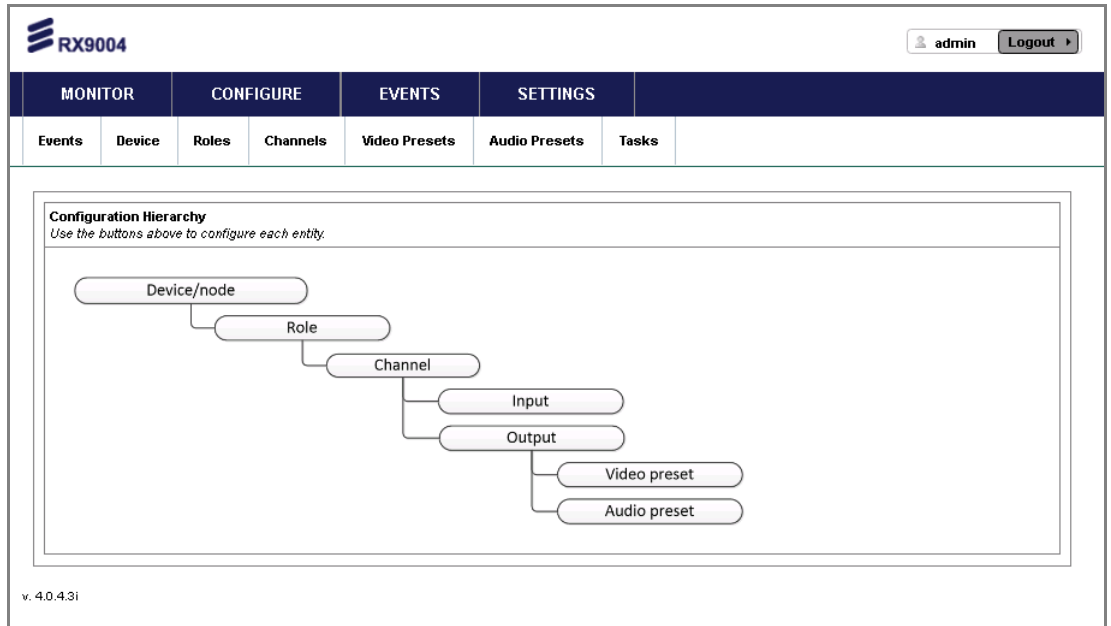 RX9004
admin Logout
MONITOR CONFIGURE EVENTS SETTINGS
Events Device Roles Channels Video Presets Audio Presets Tasks
Configuration Hierarchy
Use the buttons above to configure each entity.
Device/node
Role
Channel
Input
Output
Video preset
Audio preset
v. 4.0.4.3i